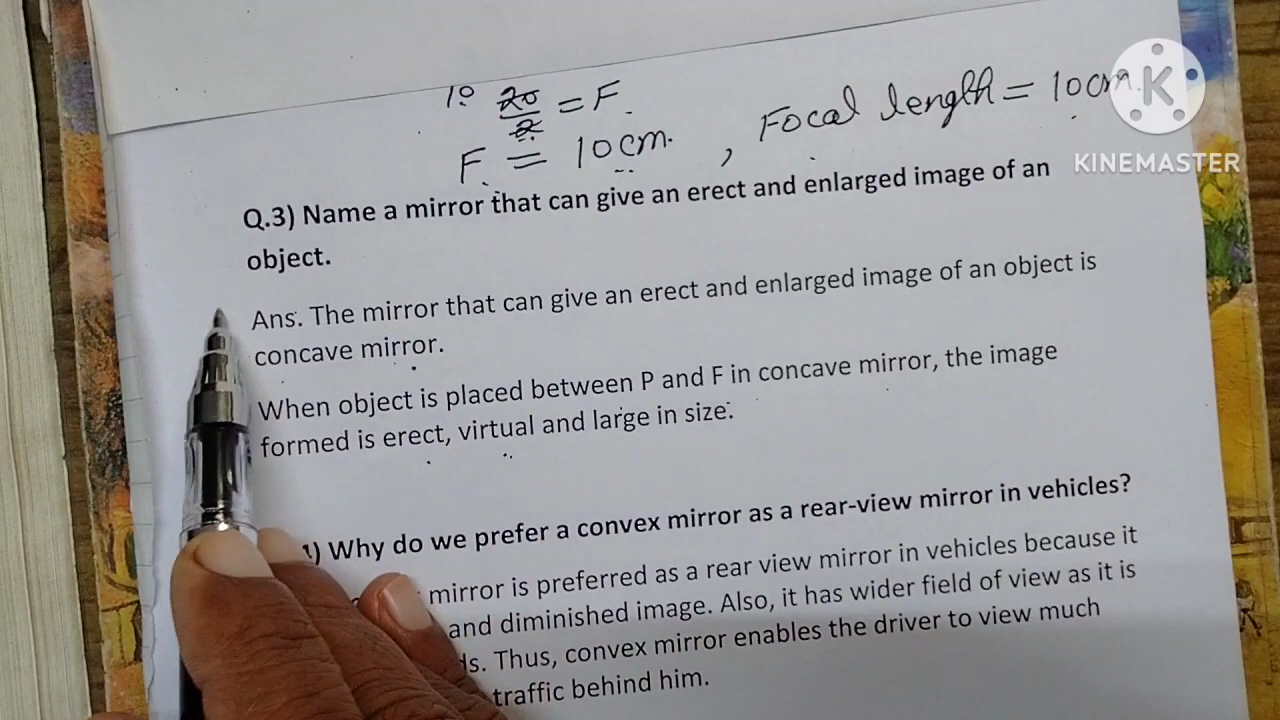 10 20/2 = F
F = 10cm. , Focal length = 10cm.
K
KINEMASTER
Q.3) Name a mirror that can give an erect and enlarged image of an
object.
Ans. The mirror that can give an erect and enlarged image of an object is
concave mirror.
When object is placed between P and F in concave mirror, the image
formed is erect, virtual and large in size.
) Why do we prefer a convex mirror as a rear-view mirror in vehicles?
mirror is preferred as a rear view mirror in vehicles because it
and diminished image. Also, it has wider field of view as it is
ds. Thus, convex mirror enables the driver to view much
traffic behind him.